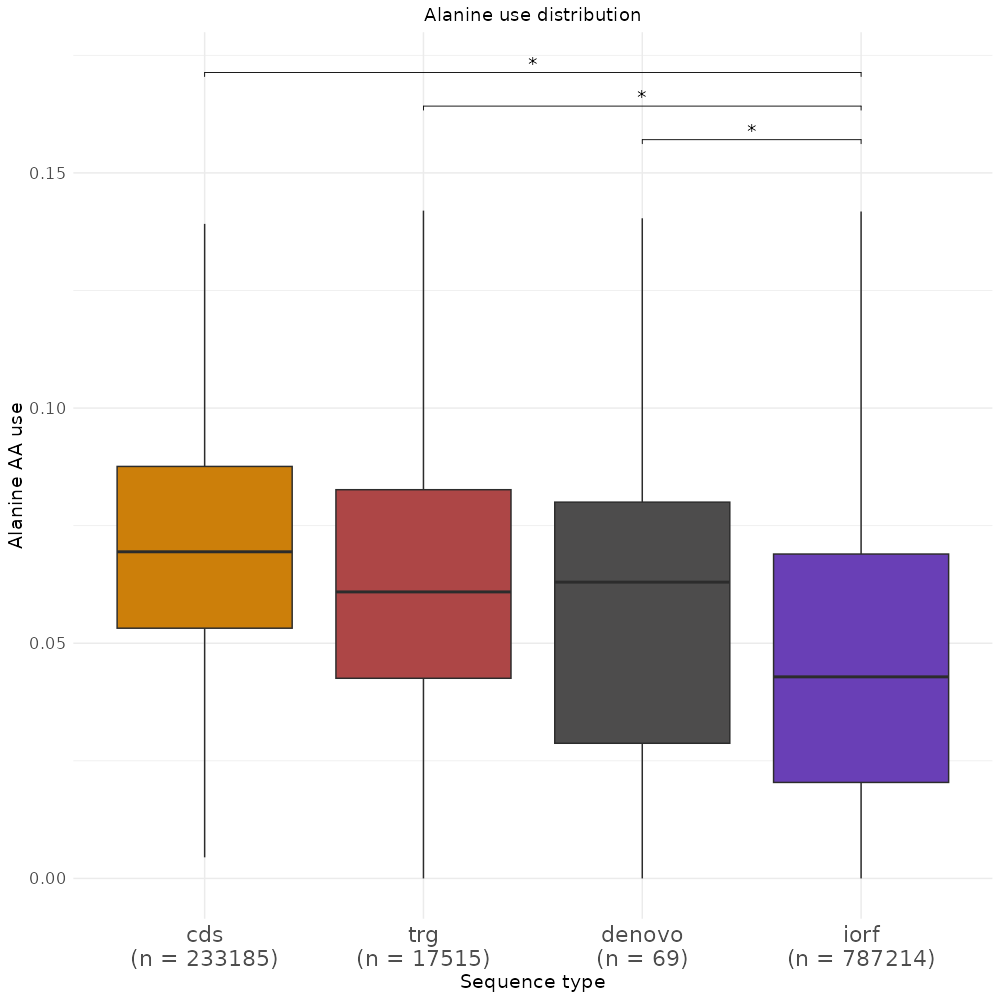 Alanine use distribution
*
*
*
0.15
0.10
0.05
0.00
Alanine AA use
cds
(n = 233185)
trg
(n = 17515)
denovo
(n = 69)
iorf
(n = 787214)
Sequence type